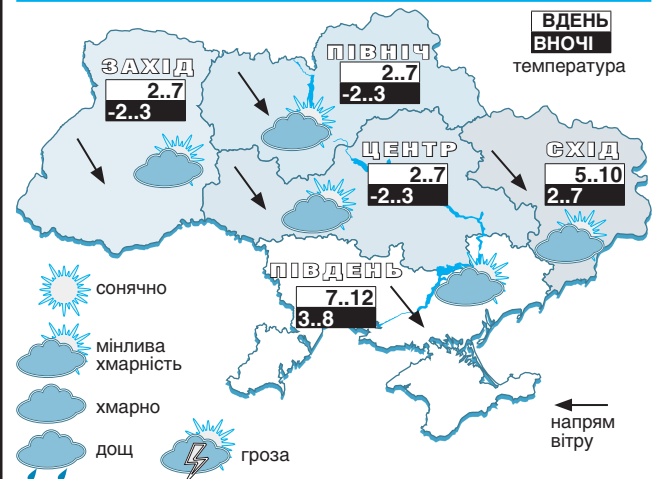 ВДЕНЬ
ВНОЧІ
температура
ЗАХІД
2..7
-2..3
ПІВНІЧ
2..7
-2..3
ЦЕНТР
2..7
-2..3
СХІД
5..10
2..7
ПІВДЕНЬ
7..12
3..8
сонячно
мінлива
хмарність
хмарно
дощ
гроза
напрям
вітру